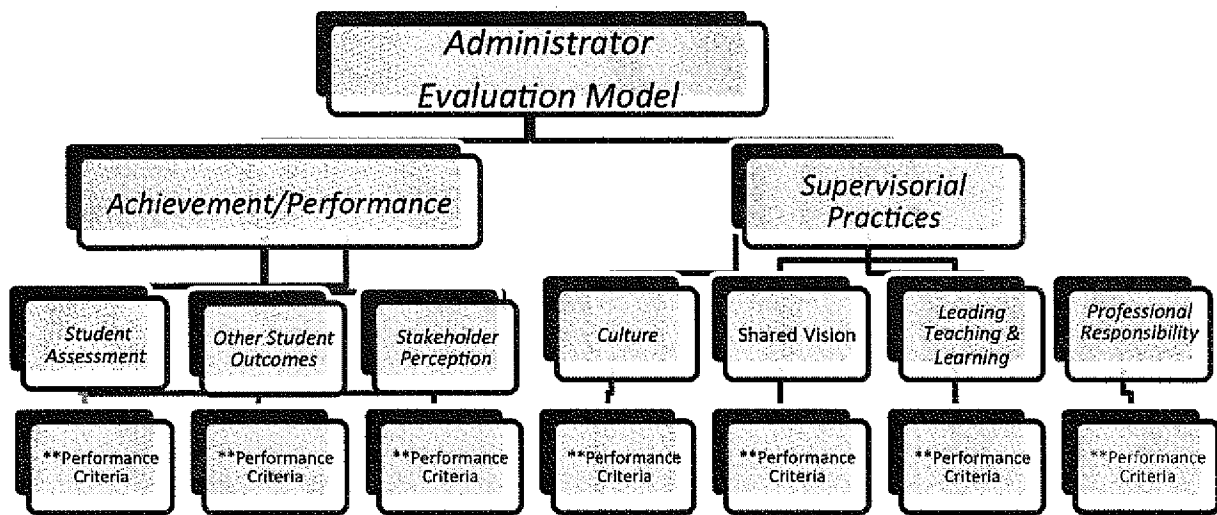 Administrator
Evaluation Model
Achievement/Performance
Supervisorial
Practices
Student
Assessment
Other Student
Outcomes
Stakeholder
Perception
Culture
Shared Vision
Leading
Teaching &
Learning
Professional
Responsibility
**Performance
Criteria
**Performance
Criteria
**Performance
Criteria
**Performance
Criteria
**Performance
Criteria
**Performance
Criteria
**Performance
Criteria